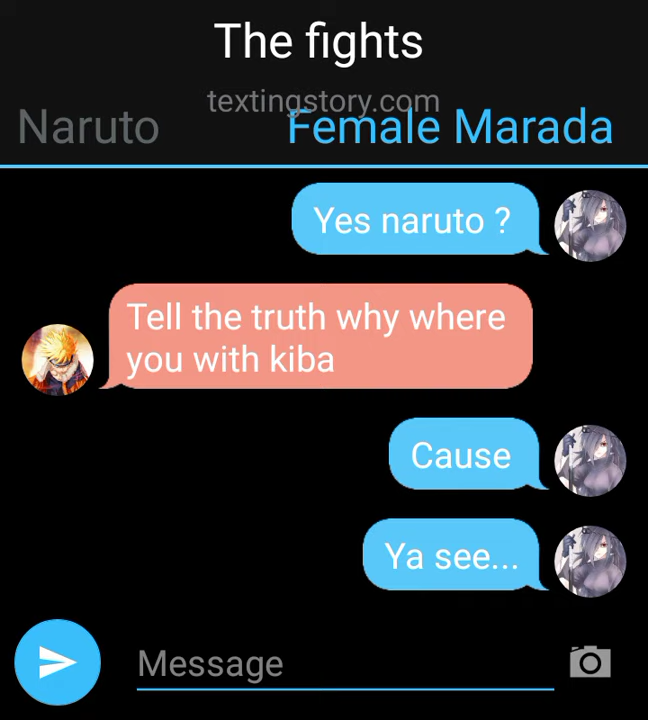 The fights
textingstory.com
Naruto Female Marada
Yes naruto ?
Tell the truth why where
you with kiba
Cause
Ya see...
Message